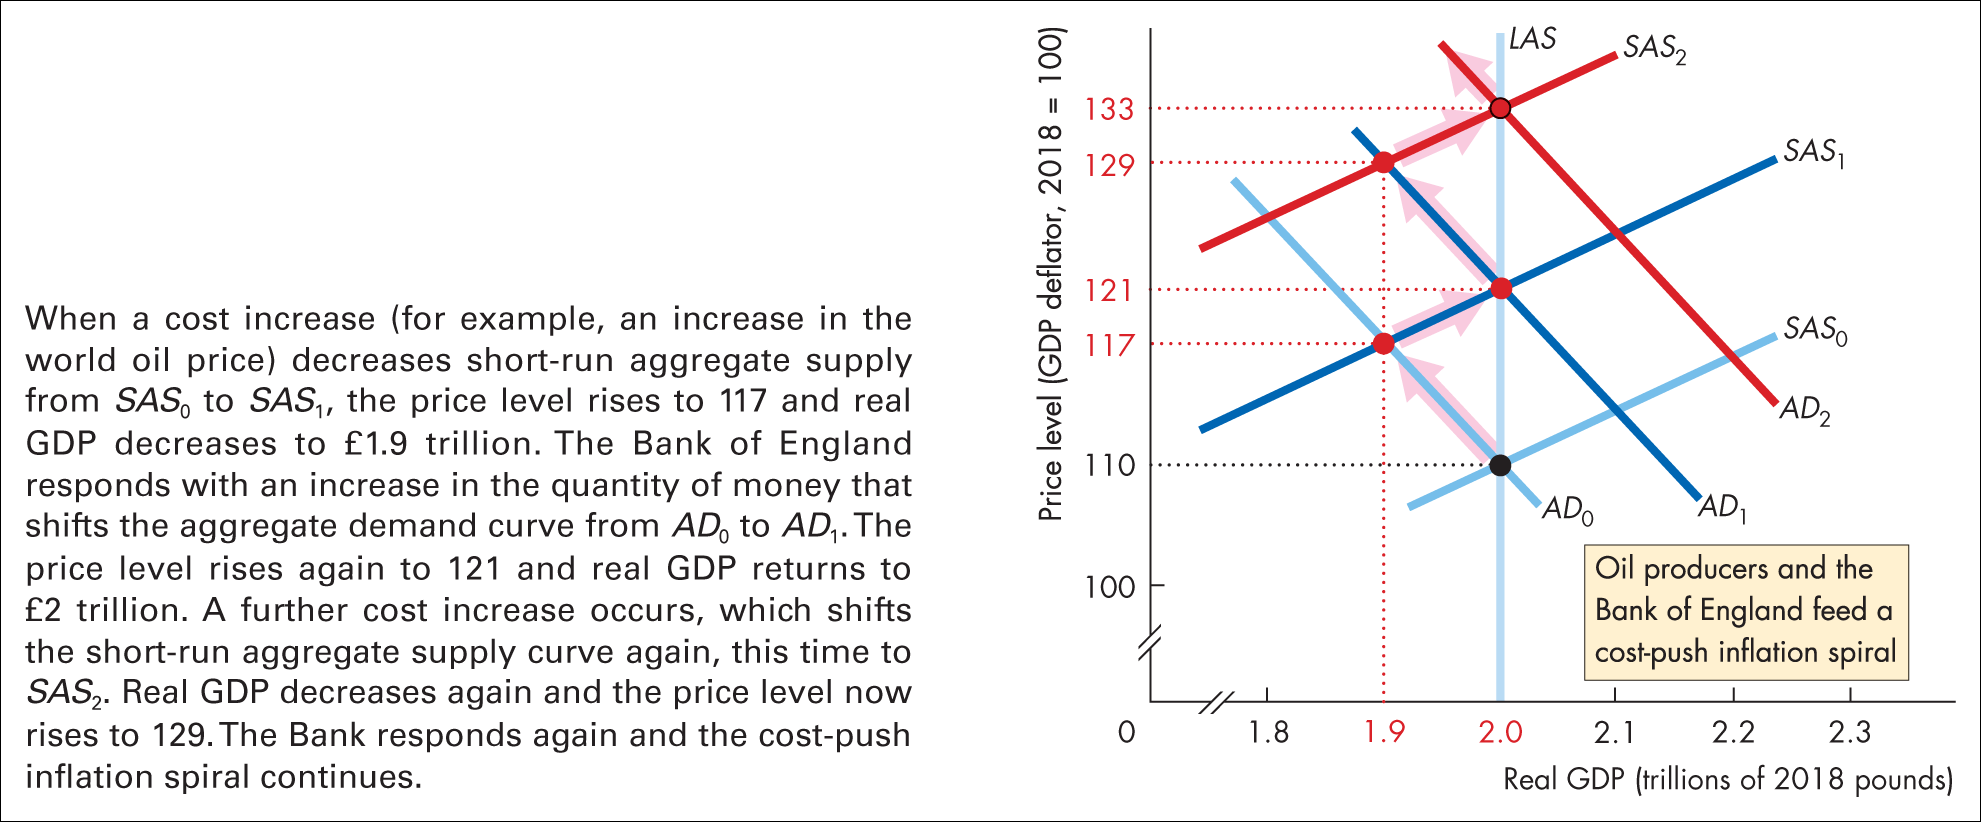 When a cost increase (for example, an increase in the
world oil price) decreases short-run aggregate supply
from SAS₀ to SAS₁, the price level rises to 117 and real
GDP decreases to £1.9 trillion. The Bank of England
responds with an increase in the quantity of money that
shifts the aggregate demand curve from AD₀ to AD₁. The
price level rises again to 121 and real GDP returns to
£2 trillion. A further cost increase occurs, which shifts
the short-run aggregate supply curve again, this time to
SAS₂. Real GDP decreases again and the price level now
rises to 129. The Bank responds again and the cost-push
inflation spiral continues.
Price level (GDP deflator, 2018 = 100)
133
129
121
117
110
100
LAS
SAS₂
SAS₁
SAS₀
AD₂
AD₁
AD₀
Oil producers and the
Bank of England feed a
cost-push inflation spiral
0 1.8 1.9 2.0 2.1 2.2 2.3
Real GDP (trillions of 2018 pounds)